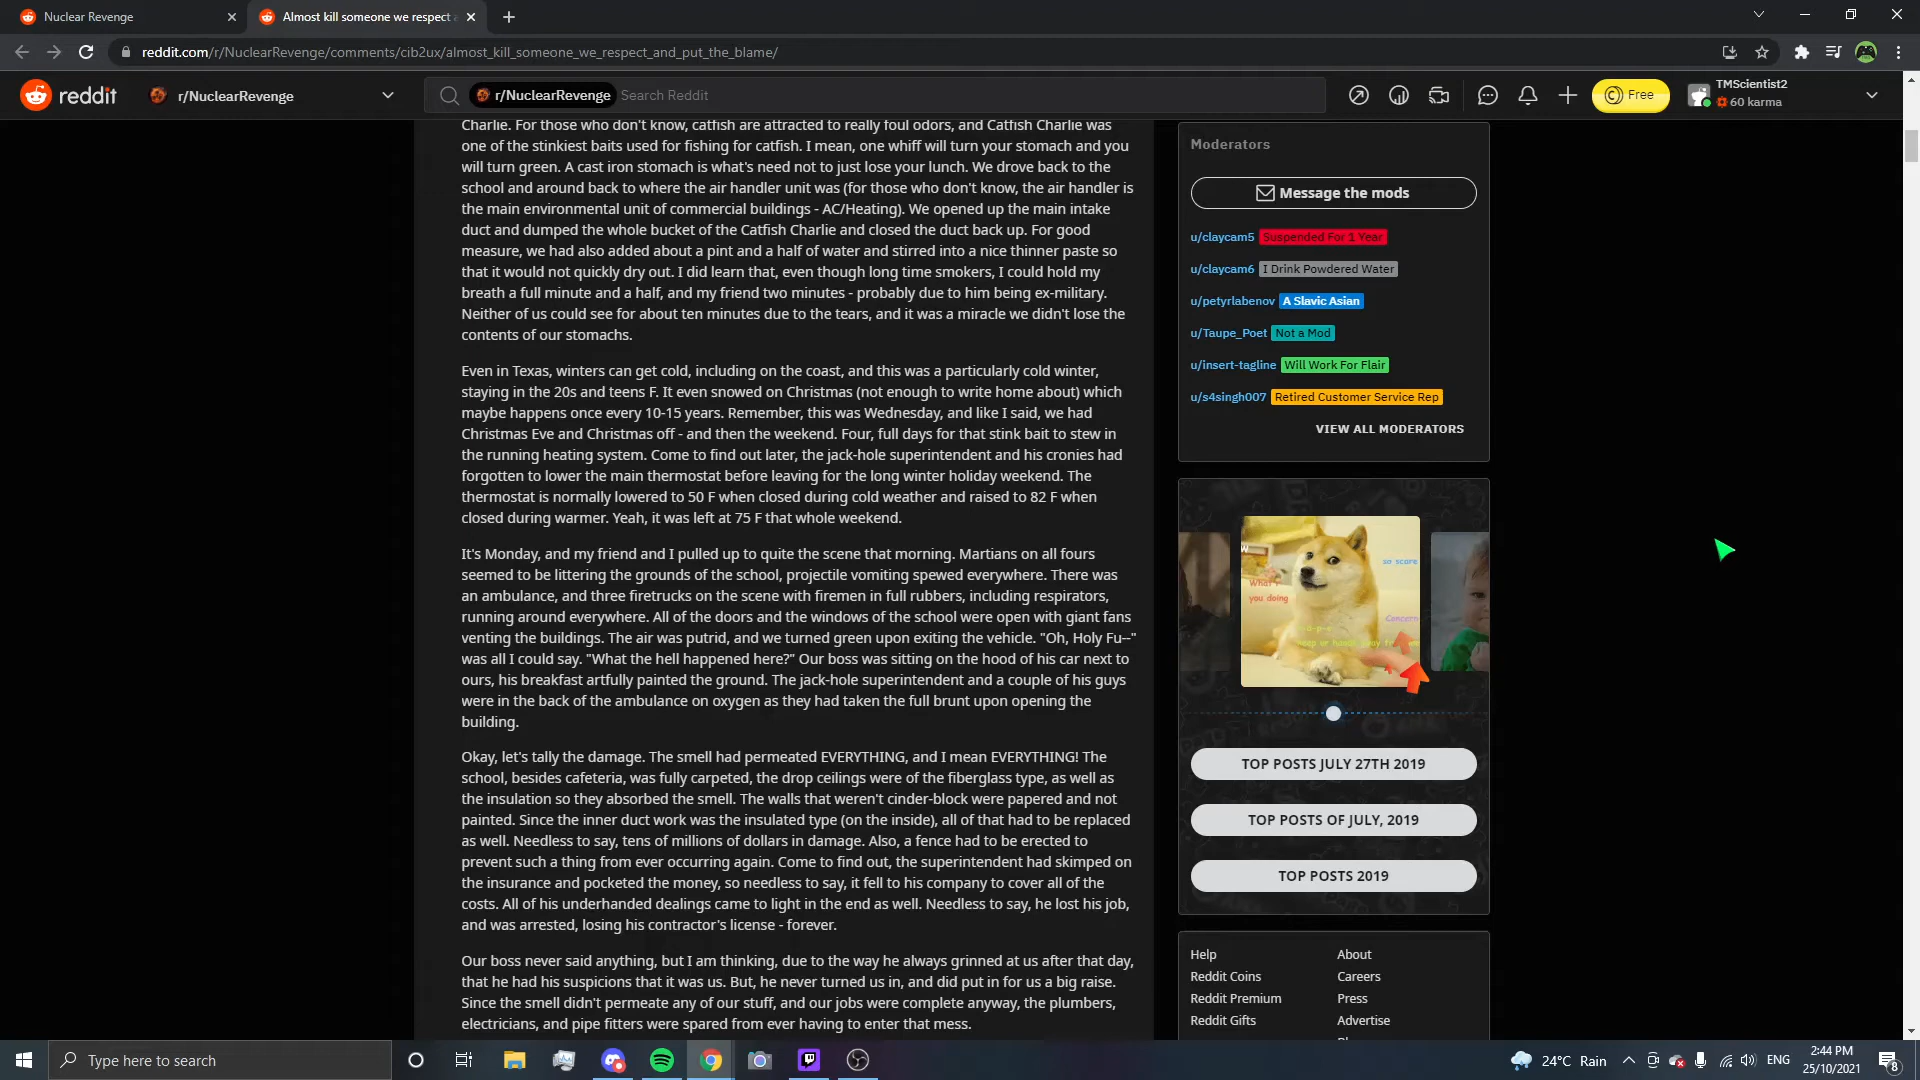 Nuclear Revenge
Almost kill someone we respect a
reddit.com/r/NuclearRevenge/comments/cib2ux/almost_kill_someone_we_respect_and_put_the_blame/
reddit
r/NuclearRevenge
r/NuclearRevenge Search Reddit
Free
TMScientist2
60 karma
Charlie. For those who don't know, catfish are attracted to really foul odors, and Catfish Charlie was
one of the stinkiest baits used for fishing for catfish. I mean, one whiff will turn your stomach and you
will turn green. A cast iron stomach is what's need not to just lose your lunch. We drove back to the
school and around back to where the air handler unit was (for those who don't know, the air handler is
the main environmental unit of commercial buildings - AC/Heating). We opened up the main intake
duct and dumped the whole bucket of the Catfish Charlie and closed the duct back up. For good
measure, we had also added about a pint and a half of water and stirred into a nice thinner paste so
that it would not quickly dry out. I did learn that, even though long time smokers, I could hold my
breath a full minute and a half, and my friend two minutes - probably due to him being ex-military.
Neither of us could see for about ten minutes due to the tears, and it was a miracle we didn't lose the
contents of our stomachs.
Even in Texas, winters can get cold, including on the coast, and this was a particularly cold winter,
staying in the 20s and teens F. It even snowed on Christmas (not enough to write home about) which
maybe happens once every 10-15 years. Remember, this was Wednesday, and like I said, we had
Christmas Eve and Christmas off - and then the weekend. Four, full days for that stink bait to stew in
the running heating system. Come to find out later, the jack-hole superintendent and his cronies had
forgotten to lower the main thermostat before leaving for the long winter holiday weekend. The
thermostat is normally lowered to 50 F when closed during cold weather and raised to 82 F when
closed during warmer. Yeah, it was left at 75 F that whole weekend.
It's Monday, and my friend and I pulled up to quite the scene that morning. Martians on all fours
seemed to be littering the grounds of the school, projectile vomiting spewed everywhere. There was
an ambulance, and three firetrucks on the scene with firemen in full rubbers, including respirators,
running around everywhere. All of the doors and the windows of the school were open with giant fans
venting the buildings. The air was putrid, and we turned green upon exiting the vehicle. "Oh, Holy Fu--"
was all I could say. "What the hell happened here?" Our boss was sitting on the hood of his car next to
ours, his breakfast artfully painted the ground. The jack-hole superintendent and a couple of his guys
were in the back of the ambulance on oxygen as they had taken the full brunt upon opening the
building.
Okay, let's tally the damage. The smell had permeated EVERYTHING, and I mean EVERYTHING! The
school, besides cafeteria, was fully carpeted, the drop ceilings were of the fiberglass type, as well as
the insulation so they absorbed the smell. The walls that weren't cinder-block were papered and not
painted. Since the inner duct work was the insulated type (on the inside), all of that had to be replaced
as well. Needless to say, tens of millions of dollars in damage. Also, a fence had to be erected to
prevent such a thing from ever occurring again. Come to find out, the superintendent had skimped on
the insurance and pocketed the money, so needless to say, it fell to his company to cover all of the
costs. All of his underhanded dealings came to light in the end as well. Needless to say, he lost his job,
and was arrested, losing his contractor's license - forever.
Our boss never said anything, but I am thinking, due to the way he always grinned at us after that day,
that he had his suspicions that it was us. But, he never turned us in, and did put in for us a big raise.
Since the smell didn't permeate any of our stuff, and our jobs were complete anyway, the plumbers,
electricians, and pipe fitters were spared from ever having to enter that mess.
Moderators
Message the mods
u/claycam5 Suspended For 1 Year
u/claycam6 I Drink Powdered Water
u/petyrlabenov A Slavic Asian
u/Taupe_Poet Not a Mod
u/insert-tagline Will Work For Flair
u/s4singh007 Retired Customer Service Rep
VIEW ALL MODERATORS
so scare
you doing
Concern
TOP POSTS JULY 27TH 2019
TOP POSTS OF JULY, 2019
TOP POSTS 2019
Help
About
Reddit Coins
Careers
Reddit Premium
Press
Reddit Gifts
Advertise
Type here to search
24°C Rain
ENG
2:44 PM
25/10/2021
8